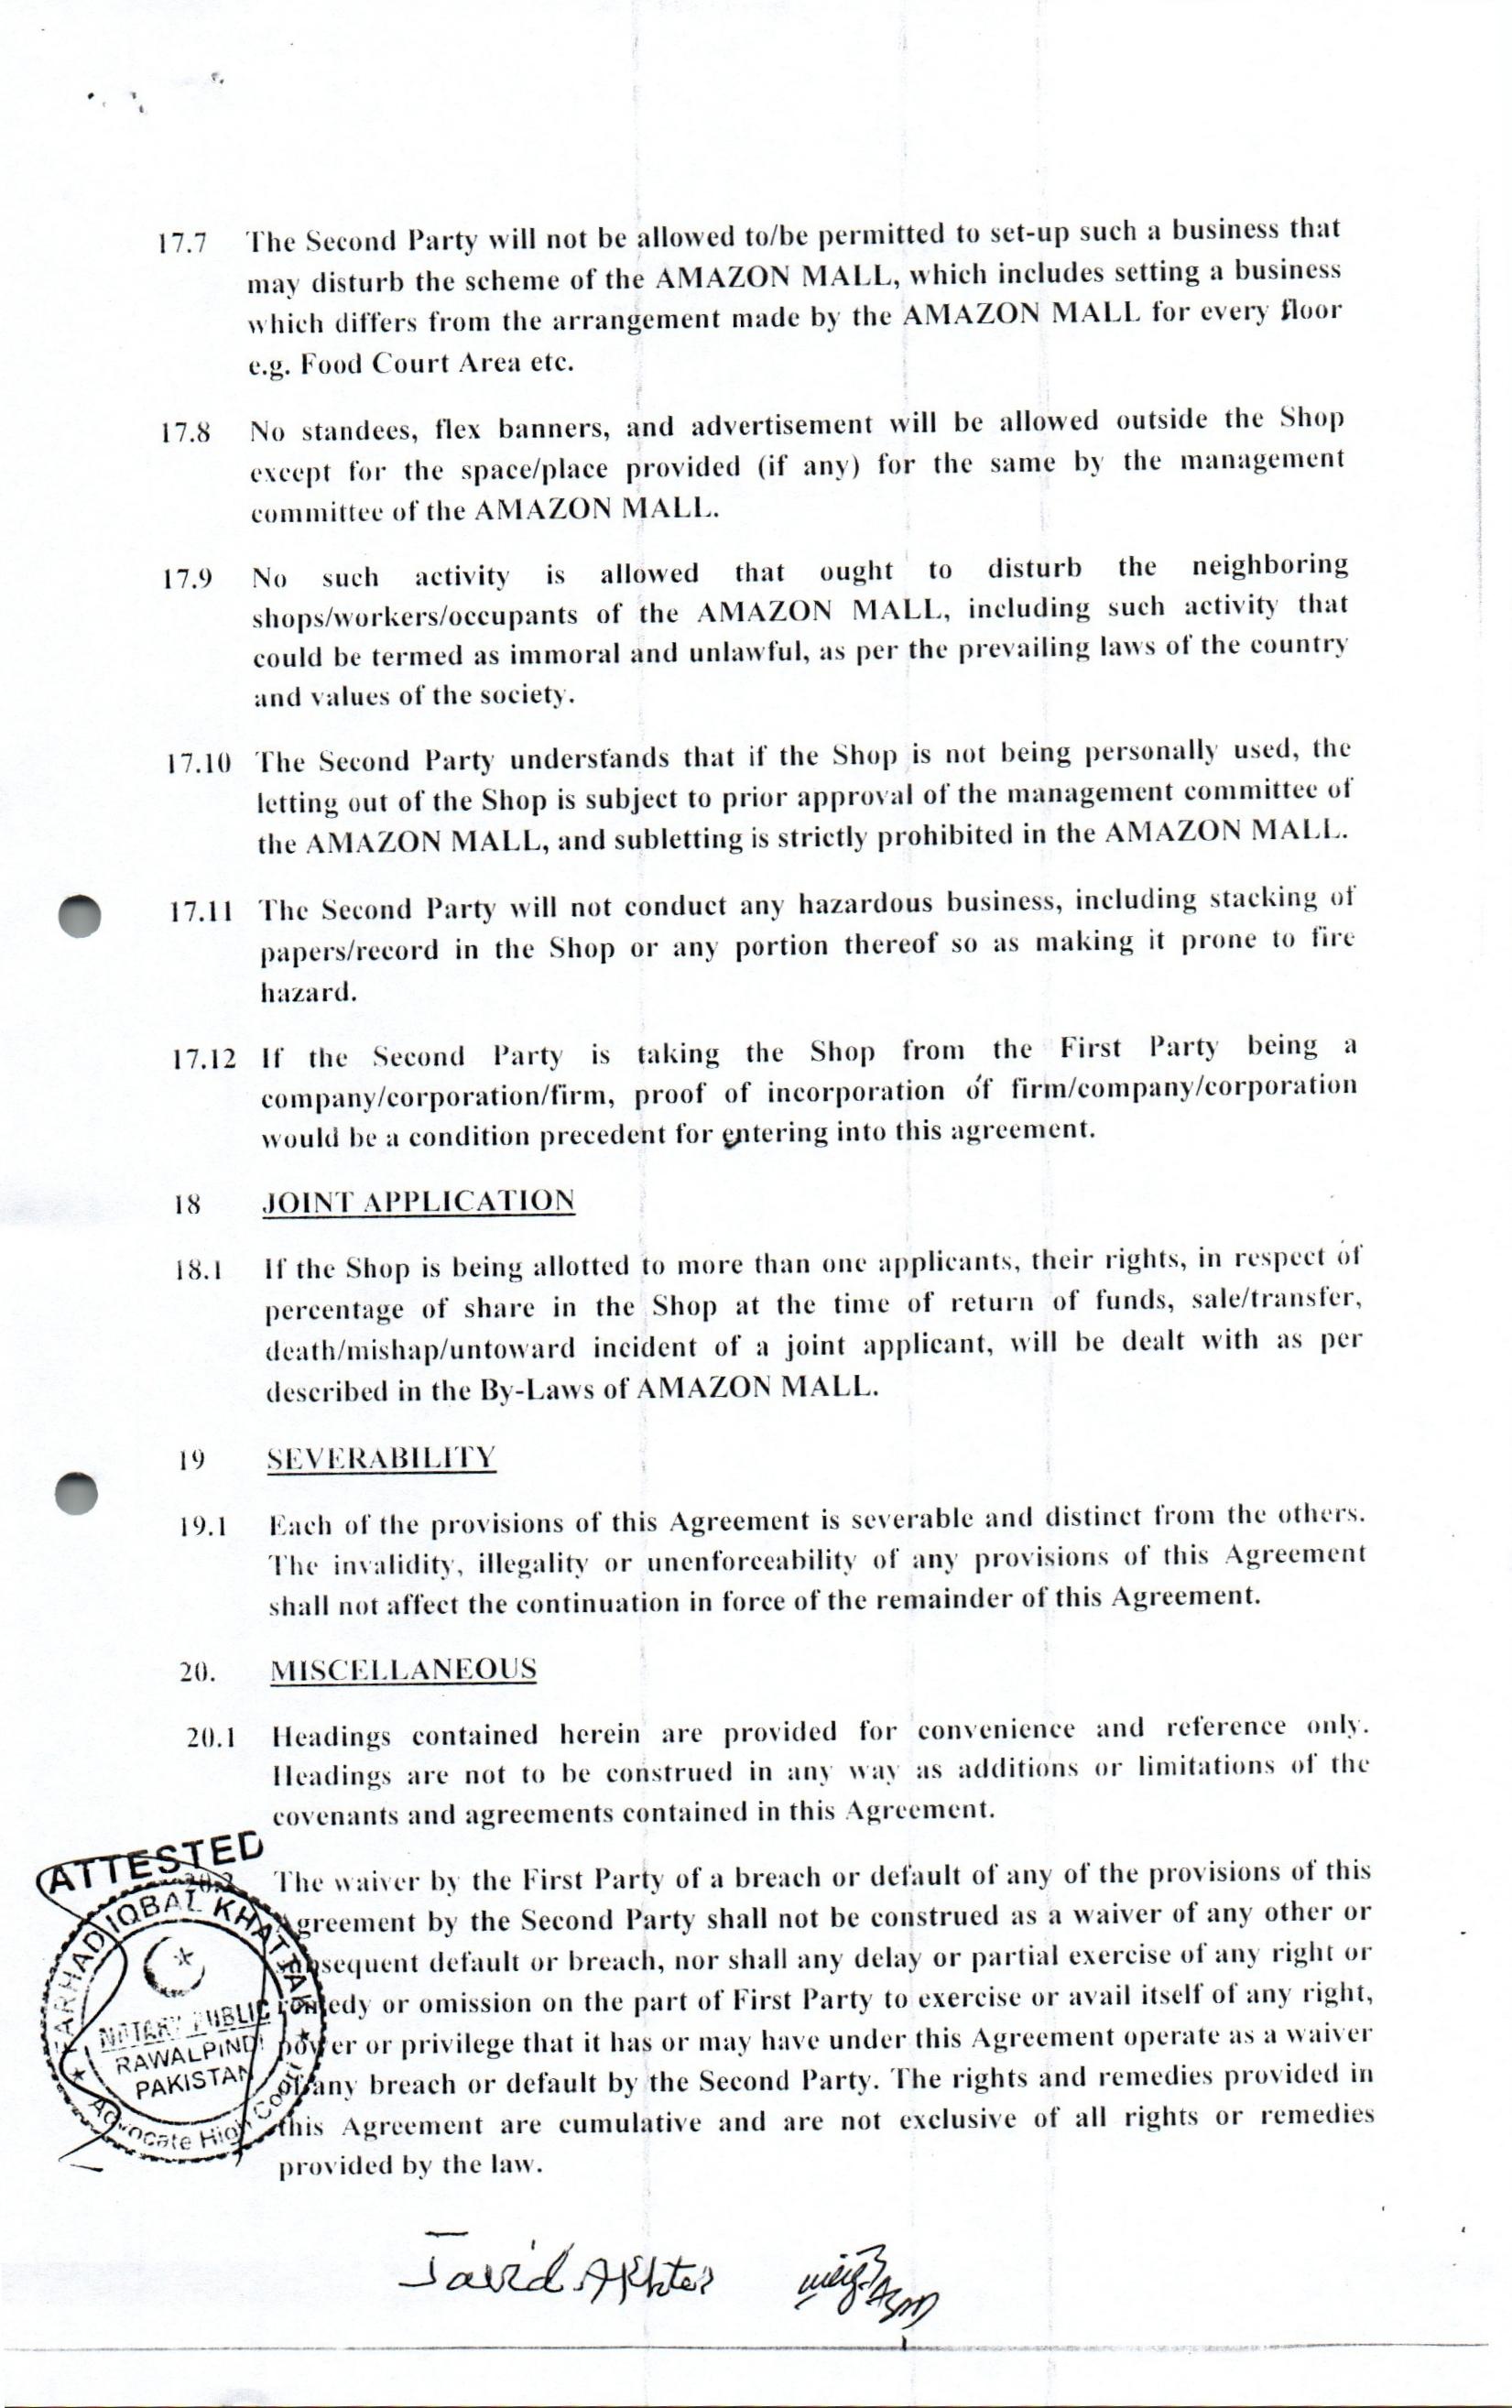 17.7 The Second Party will not be allowed to/be permitted to set-up such a business that
may disturb the scheme of the AMAZON MALL, which includes setting a business
which differs from the arrangement made by the AMAZON MALL for every floor
e.g. Food Court Area etc.
17.8 No standees, flex banners, and advertisement will be allowed outside the Shop
except for the space/place provided (if any) for the same by the management
committee of the AMAZON MALL.
17.9 No such activity is allowed that ought to disturb the neighboring
shops/workers/occupants of the AMAZON MALL, including such activity that
could be termed as immoral and unlawful, as per the prevailing laws of the country
and values of the society.
17.10 The Second Party understands that if the Shop is not being personally used, the
letting out of the Shop is subject to prior approval of the management committee of
the AMAZON MALL, and subletting is strictly prohibited in the AMAZON MALL.
17.11 The Second Party will not conduct any hazardous business, including stacking of
papers/record in the Shop or any portion thereof so as making it prone to fire
hazard.
17.12 If the Second Party is taking the Shop from the First Party being a
company/corporation/firm, proof of incorporation of firm/company/corporation
would be a condition precedent for entering into this agreement.
18 JOINT APPLICATION
18.1 If the Shop is being allotted to more than one applicants, their rights, in respect of
percentage of share in the Shop at the time of return of funds, sale/transfer,
death/mishap/untoward incident of a joint applicant, will be dealt with as per
described in the By-Laws of AMAZON MALL.
19 SEVERABILITY
19.1 Each of the provisions of this Agreement is severable and distinct from the others.
The invalidity, illegality or unenforceability of any provisions of this Agreement
shall not affect the continuation in force of the remainder of this Agreement.
20. MISCELLANEOUS
20.1 Headings contained herein are provided for convenience and reference only.
Headings are not to be construed in any way as additions or limitations of the
covenants and agreements contained in this Agreement.
20.2 The waiver by the First Party of a breach or default of any of the provisions of this
Agreement by the Second Party shall not be construed as a waiver of any other or
subsequent default or breach, nor shall any delay or partial exercise of any right or
remedy or omission on the part of First Party to exercise or avail itself of any right,
power or privilege that it has or may have under this Agreement operate as a waiver
of any breach or default by the Second Party. The rights and remedies provided in
this Agreement are cumulative and are not exclusive of all rights or remedies
provided by the law.
ATTESTED
FARHAD IQBAL KHATTAK
NOTARY PUBLIC
RAWALPINDI
PAKISTAN
Advocate High Court
Javid Akhter